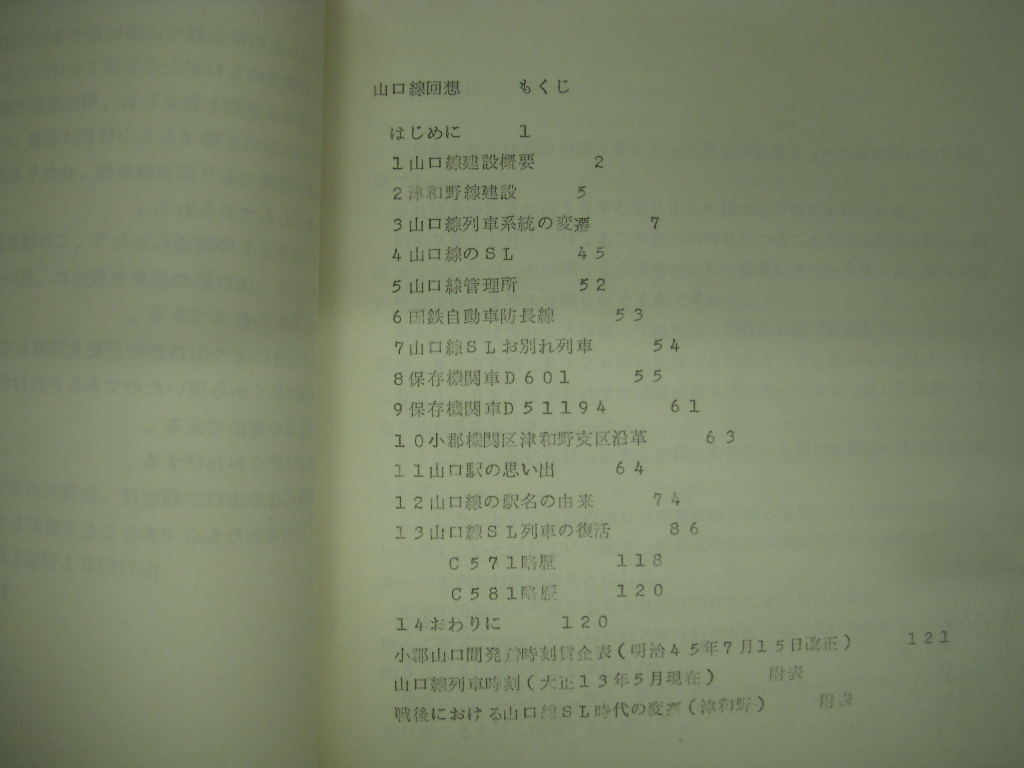 山口線回想　もくじ
はじめに　1
1山口線建設概要　2
2津和野線建設　5
3山口線列車系統の変遷　7
4山口線のSL　45
5山口線管理所　52
6国鉄自動車防長線　53
7山口線SLお別れ列車　54
8保存機関車D601　55
9保存機関車D51194　61
10小郡機関区津和野支区沿革　63
11山口駅の思い出　64
12山口線の駅名の由来　74
13山口線SL列車の復活　86
C571略歴　118
C581略歴　120
14おわりに　120
小郡山口間発着時刻賃金表(明治45年7月15日改正)　121
山口線列車時刻(大正13年5月現在)　附表
戦後における山口線SL時代の変遷(津和野)　附表